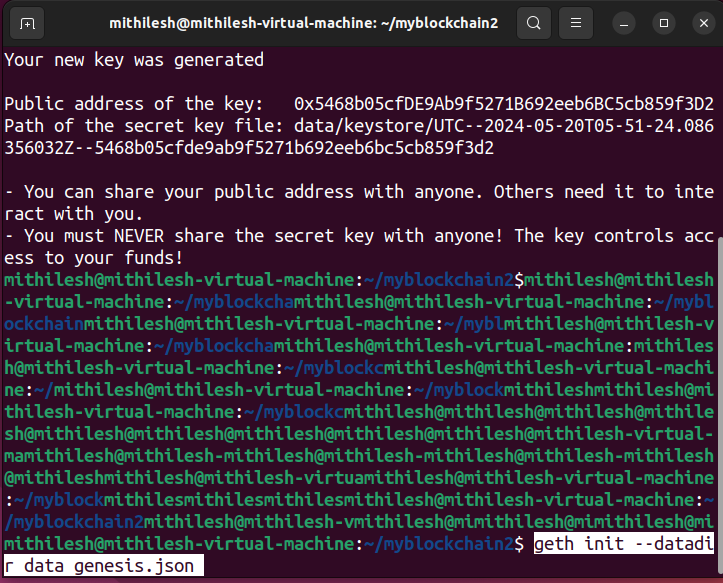 mithilesh@mithilesh-virtual-machine: ~/myblockchain2
Your new key was generated
Public address of the key:   0x5468b05cfDE9Ab9f5271B692eeb6BC5cb859f3D2
Path of the secret key file: data/keystore/UTC--2024-05-20T05-51-24.086
356032Z--5468b05cfde9ab9f5271b692eeb6bc5cb859f3d2
- You can share your public address with anyone. Others need it to inte
ract with you.
- You must NEVER share the secret key with anyone! The key controls acc
ess to your funds!
mithilesh@mithilesh-virtual-machine:~/myblockchain2$mithilesh@mithilesh
-virtual-machine:~/myblockchamithilesh@mithilesh-virtual-machine:~/mybl
ockchainmithilesh@mithilesh-virtual-machine:~/myblmithilesh@mithilesh-v
irtual-machine:~/myblockchamithilesh@mithilesh-virtual-machine:mithiles
h@mithilesh-virtual-machine:~/myblockcmithilesh@mithilesh-virtual-machi
ne:~/mithilesh@mithilesh-virtual-machine:~/myblockmithileshmithilesh@mi
thilesh-virtual-machine:~/myblockcmithilesh@mithilesh@mithilesh@mithile
sh@mithilesh@mithilesh@mithilesh@mithilesh@mithilesh@mithilesh-virtual-
mamithilesh@mithilesh-mithilesh@mithilesh-mithilesh@mithilesh-mithilesh
@mithileshmithilesh@mithilesh-virtuamithilesh@mithilesh-virtual-machine
:~/myblockmithilesmithilesmithilesmithilesh@mithilesh-virtual-machine:~
/myblockchain2mithilesh@mithilesh-vmithilesh@mimithilesh@mimithilesh@mi
mithilesh@mithilesh-virtual-machine:~/myblockchain2$ geth init --datadi
r data genesis.json